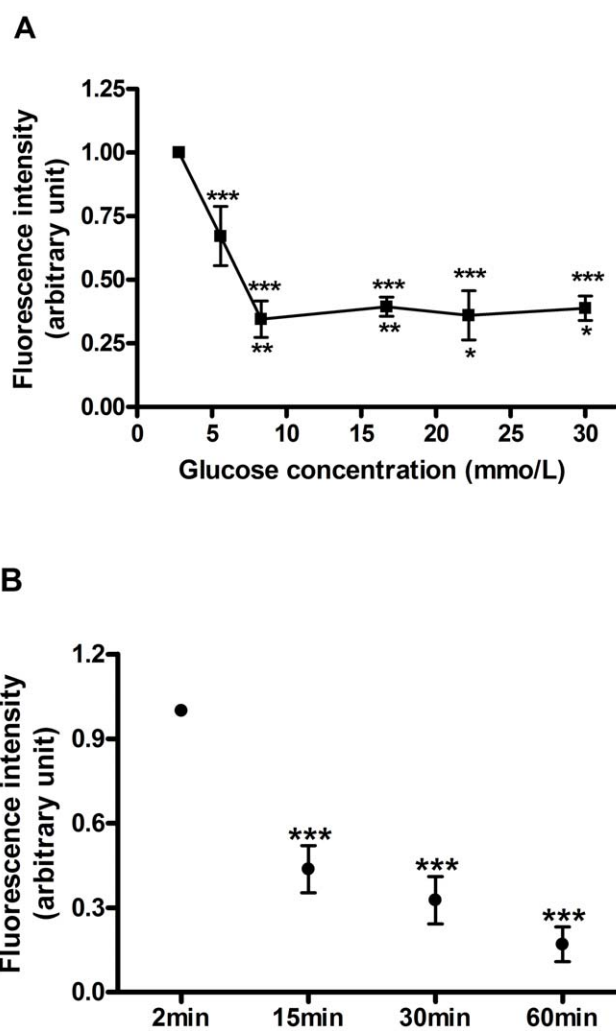 A
Fluorescence intensity
(arbitrary unit)
1.25
1.00
0.75
0.50
0.25
0.00
***
***
**
***
**
***
*
***
*
0 5 10 15 20 25 30
Glucose concentration (mmo/L)
B
Fluorescence intensity
(arbitrary unit)
1.2
0.9
0.6
0.3
0.0
***
***
***
2min 15min 30min 60min